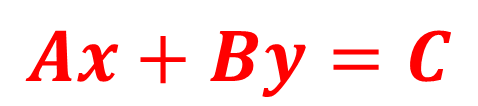 Ax + By = C